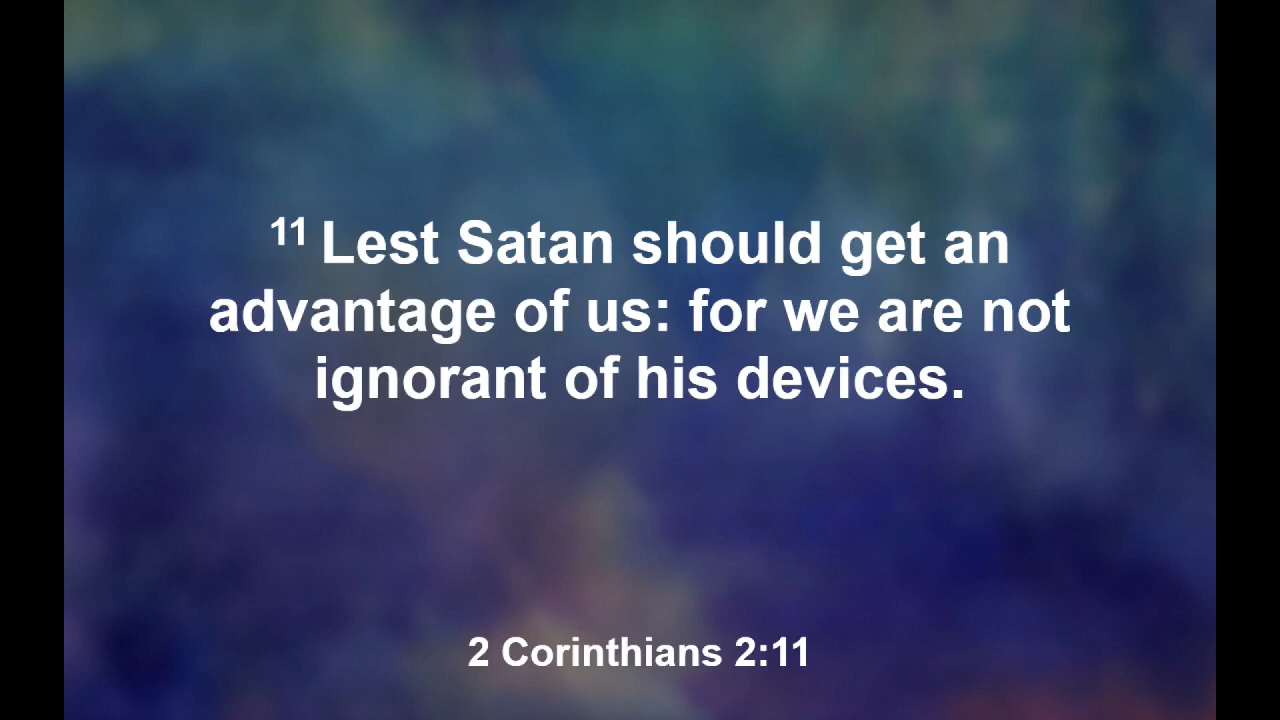 11 Lest Satan should get an
advantage of us: for we are not
ignorant of his devices.
2 Corinthians 2:11